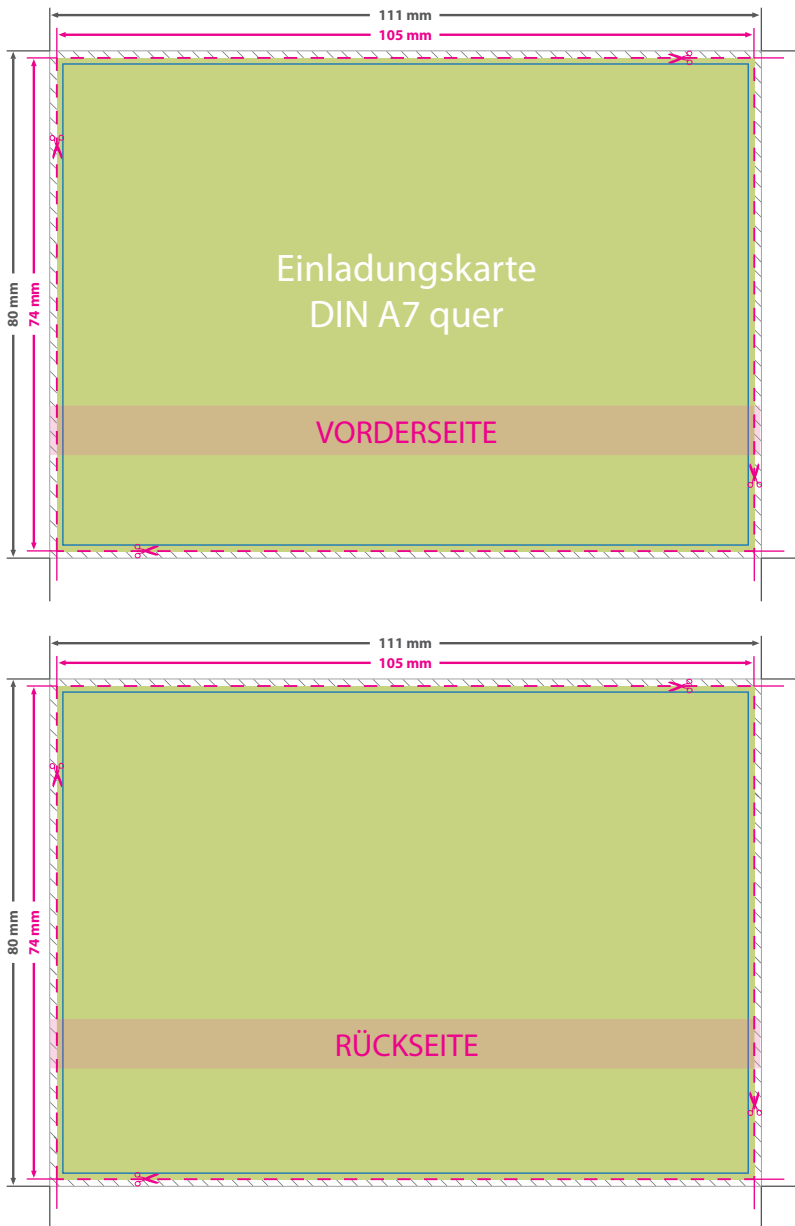 111 mm
105 mm
80 mm
74 mm
Einladungskarte
DIN A7 quer
VORDERSEITE
111 mm
105 mm
80 mm
74 mm
RÜCKSEITE